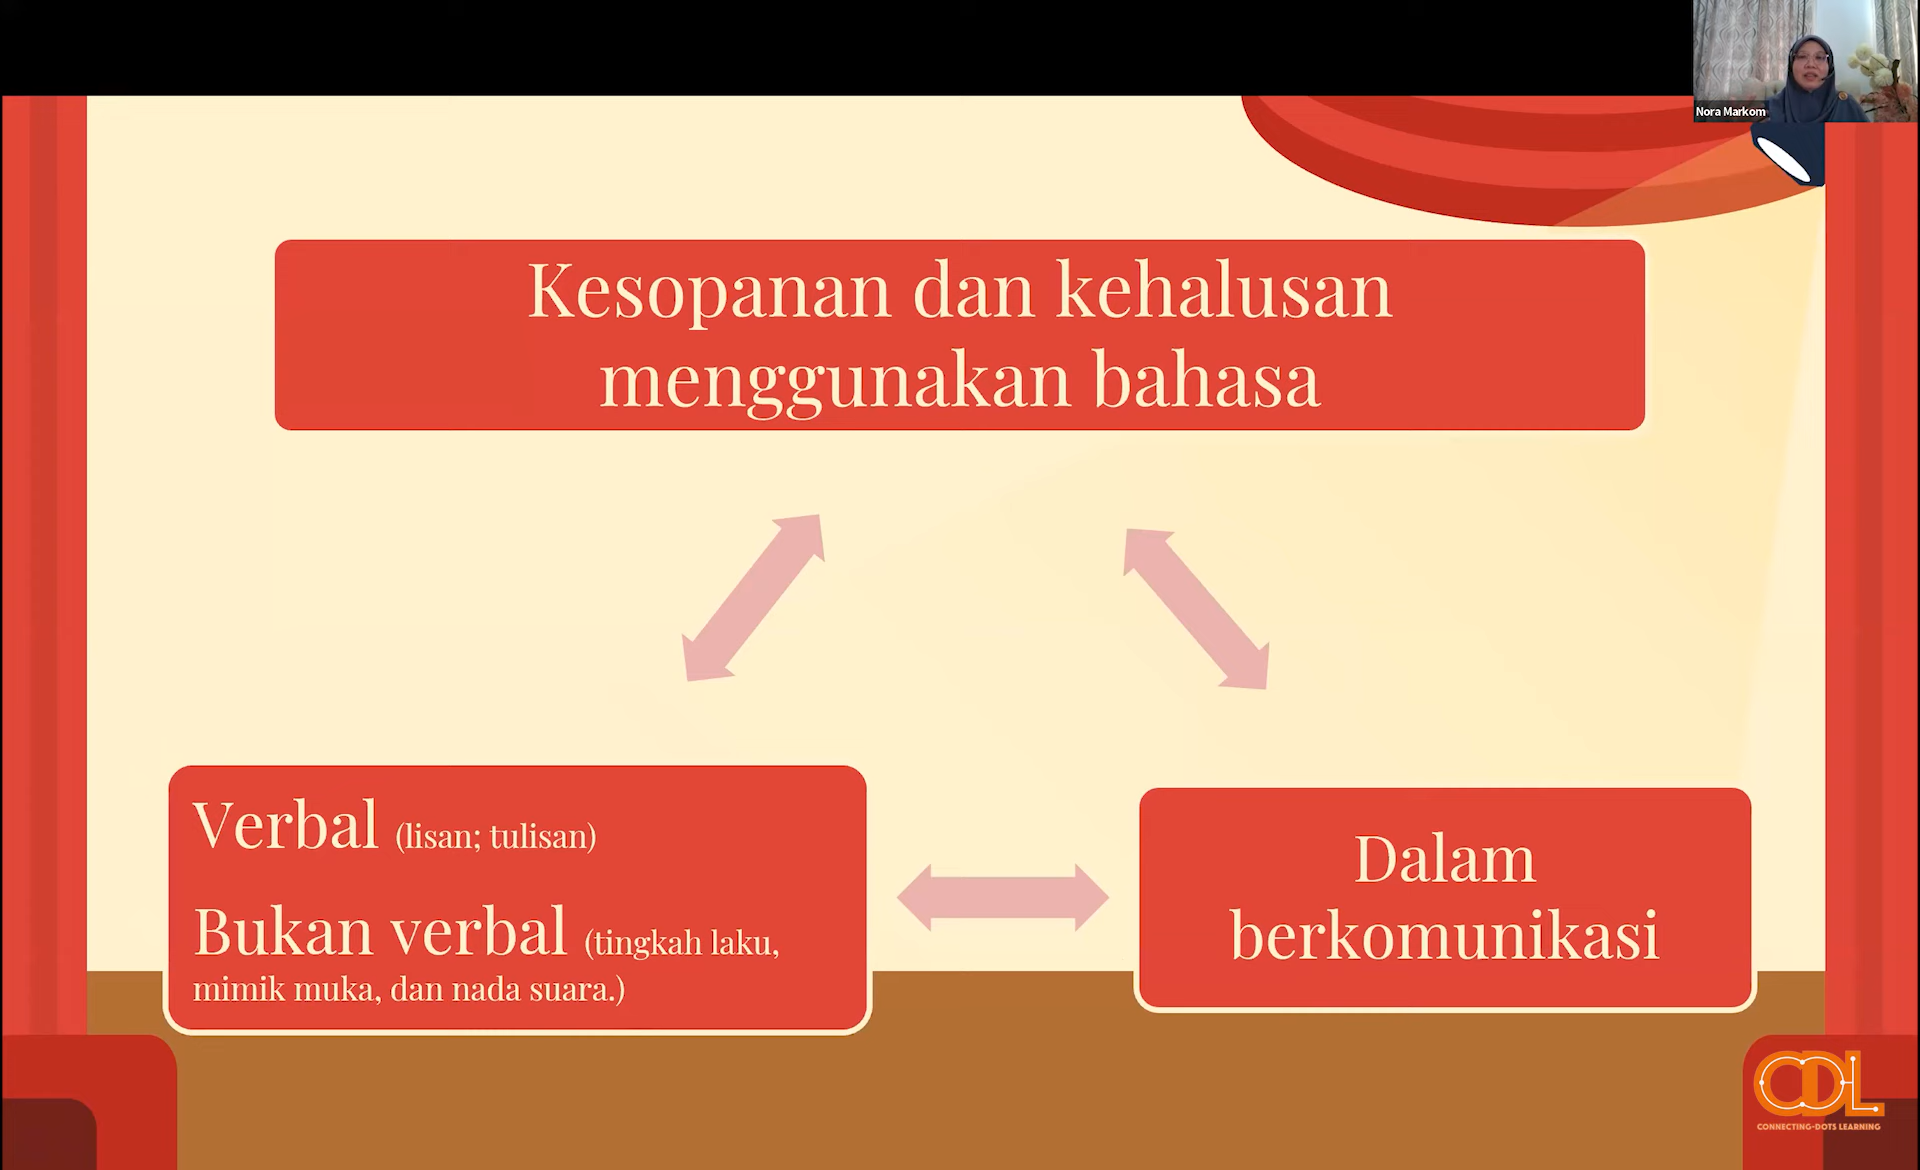 Nora Markom
Kesopanan dan kehalusan
menggunakan bahasa
Verbal (lisan; tulisan)
Bukan verbal (tingkah laku,
mimik muka, dan nada suara.)
Dalam
berkomunikasi
CDL
CONNECTING-DOTS LEARNING